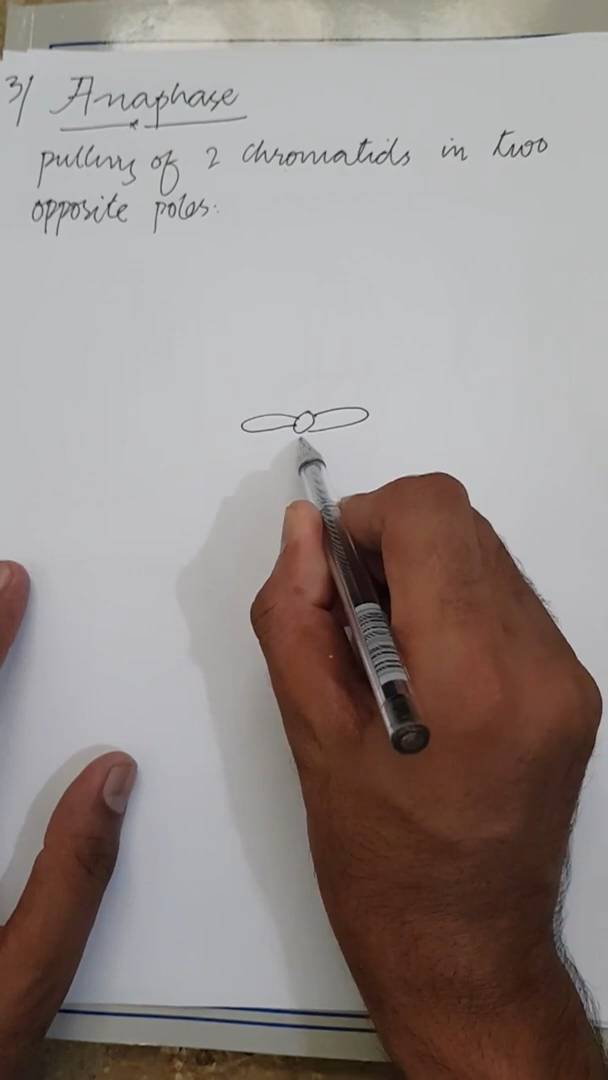 3/ Anaphase
pulling of 2 chromatids in two
opposite poles.